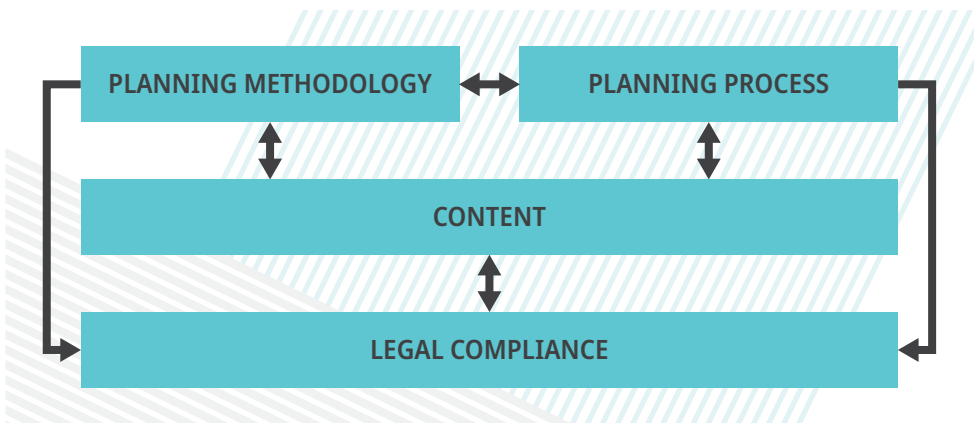 PLANNING METHODOLOGY
PLANNING PROCESS
CONTENT
LEGAL COMPLIANCE